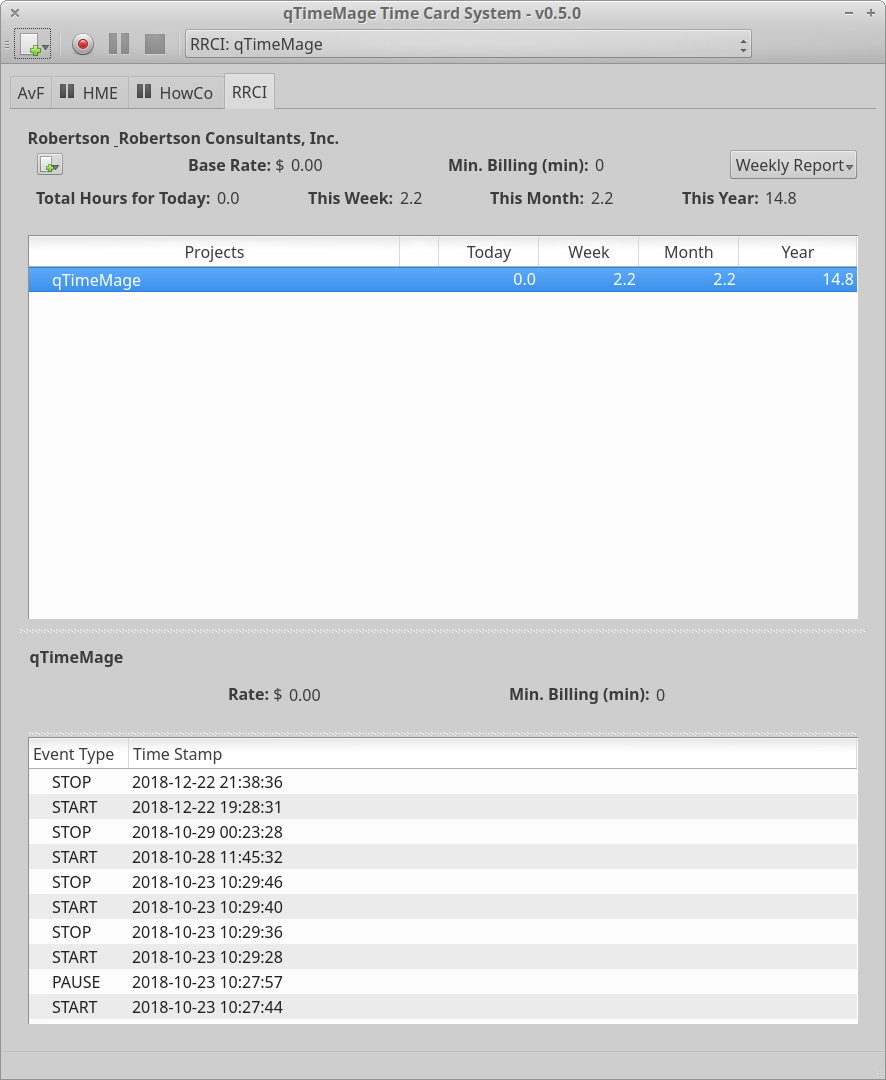 qTimeMage Time Card System - v0.5.0
RRCI: qTimeMage
AvF HME HowCo RRCI
Robertson _Robertson Consultants, Inc.
Base Rate: $ 0.00 Min. Billing (min): 0 Weekly Report
Total Hours for Today: 0.0 This Week: 2.2 This Month: 2.2 This Year: 14.8
Projects Today Week Month Year
qTimeMage 0.0 2.2 2.2 14.8
qTimeMage
Rate: $ 0.00 Min. Billing (min): 0
Event Type Time Stamp
STOP 2018-12-22 21:38:36
START 2018-12-22 19:28:31
STOP 2018-10-29 00:23:28
START 2018-10-28 11:45:32
STOP 2018-10-23 10:29:46
START 2018-10-23 10:29:40
STOP 2018-10-23 10:29:36
START 2018-10-23 10:29:28
PAUSE 2018-10-23 10:27:57
START 2018-10-23 10:27:44